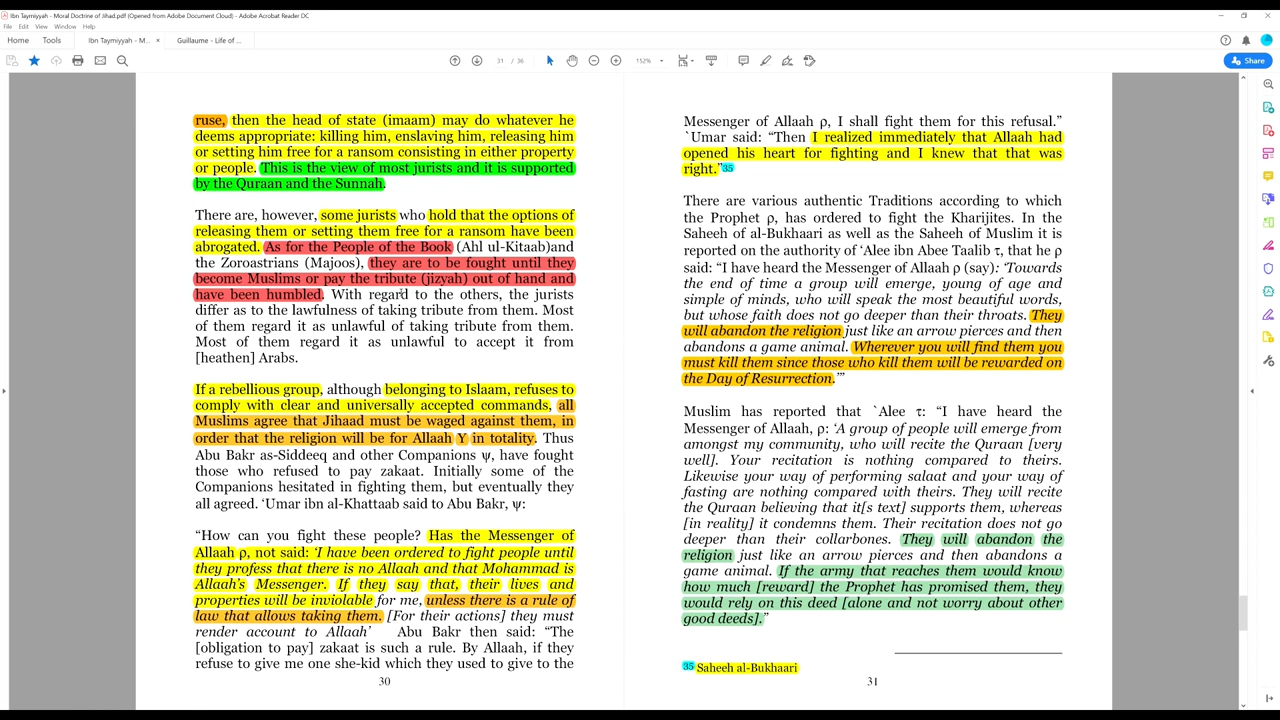 Ibn Taymiyyah - Moral Doctrine of Jihad.pdf (Opened from Adobe Document Cloud) - Adobe Acrobat Reader DC
File Edit View Window Help
Home Tools Ibn Taymiyyah - M... × Guillaume - Life of ...
31 / 36 152% Share
ruse, then the head of state (imaam) may do whatever he
deems appropriate: killing him, enslaving him, releasing him
or setting him free for a ransom consisting in either property
or people. This is the view of most jurists and it is supported
by the Quraan and the Sunnah.
There are, however, some jurists who hold that the options of
releasing them or setting them free for a ransom have been
abrogated. As for the People of the Book (Ahl ul-Kitaab)and
the Zoroastrians (Majoos), they are to be fought until they
become Muslims or pay the tribute (jizyah) out of hand and
have been humbled. With regard to the others, the jurists
differ as to the lawfulness of taking tribute from them. Most
of them regard it as unlawful of taking tribute from them.
Most of them regard it as unlawful to accept it from
[heathen] Arabs.
If a rebellious group, although belonging to Islaam, refuses to
comply with clear and universally accepted commands, all
Muslims agree that Jihaad must be waged against them, in
order that the religion will be for Allaah Y in totality. Thus
Abu Bakr as-Siddeeq and other Companions ψ, have fought
those who refused to pay zakaat. Initially some of the
Companions hesitated in fighting them, but eventually they
all agreed. ‘Umar ibn al-Khattaab said to Abu Bakr, ψ:
“How can you fight these people? Has the Messenger of
Allaah ρ, not said: ‘I have been ordered to fight people until
they profess that there is no Allaah and that Mohammad is
Allaah’s Messenger. If they say that, their lives and
properties will be inviolable for me, unless there is a rule of
law that allows taking them. [For their actions] they must
render account to Allaah’ Abu Bakr then said: “The
[obligation to pay] zakaat is such a rule. By Allaah, if they
refuse to give me one she-kid which they used to give to the
30
Messenger of Allaah ρ, I shall fight them for this refusal.”
`Umar said: “Then I realized immediately that Allaah had
opened his heart for fighting and I knew that that was
right.”35
There are various authentic Traditions according to which
the Prophet ρ, has ordered to fight the Kharijites. In the
Saheeh of al-Bukhaari as well as the Saheeh of Muslim it is
reported on the authority of ‘Alee ibn Abee Taalib τ, that he ρ
said: “I have heard the Messenger of Allaah ρ (say): ‘Towards
the end of time a group will emerge, young of age and
simple of minds, who will speak the most beautiful words,
but whose faith does not go deeper than their throats. They
will abandon the religion just like an arrow pierces and then
abandons a game animal. Wherever you will find them you
must kill them since those who kill them will be rewarded on
the Day of Resurrection.’”
Muslim has reported that `Alee τ: “I have heard the
Messenger of Allaah, ρ: ‘A group of people will emerge from
amongst my community, who will recite the Quraan [very
well]. Your recitation is nothing compared to theirs.
Likewise your way of performing salaat and your way of
fasting are nothing compared with theirs. They will recite
the Quraan believing that it[s text] supports them, whereas
[in reality] it condemns them. Their recitation does not go
deeper than their collarbones. They will abandon the
religion just like an arrow pierces and then abandons a
game animal. If the army that reaches them would know
how much [reward] the Prophet has promised them, they
would rely on this deed [alone and not worry about other
good deeds].”
35 Saheeh al-Bukhaari
31